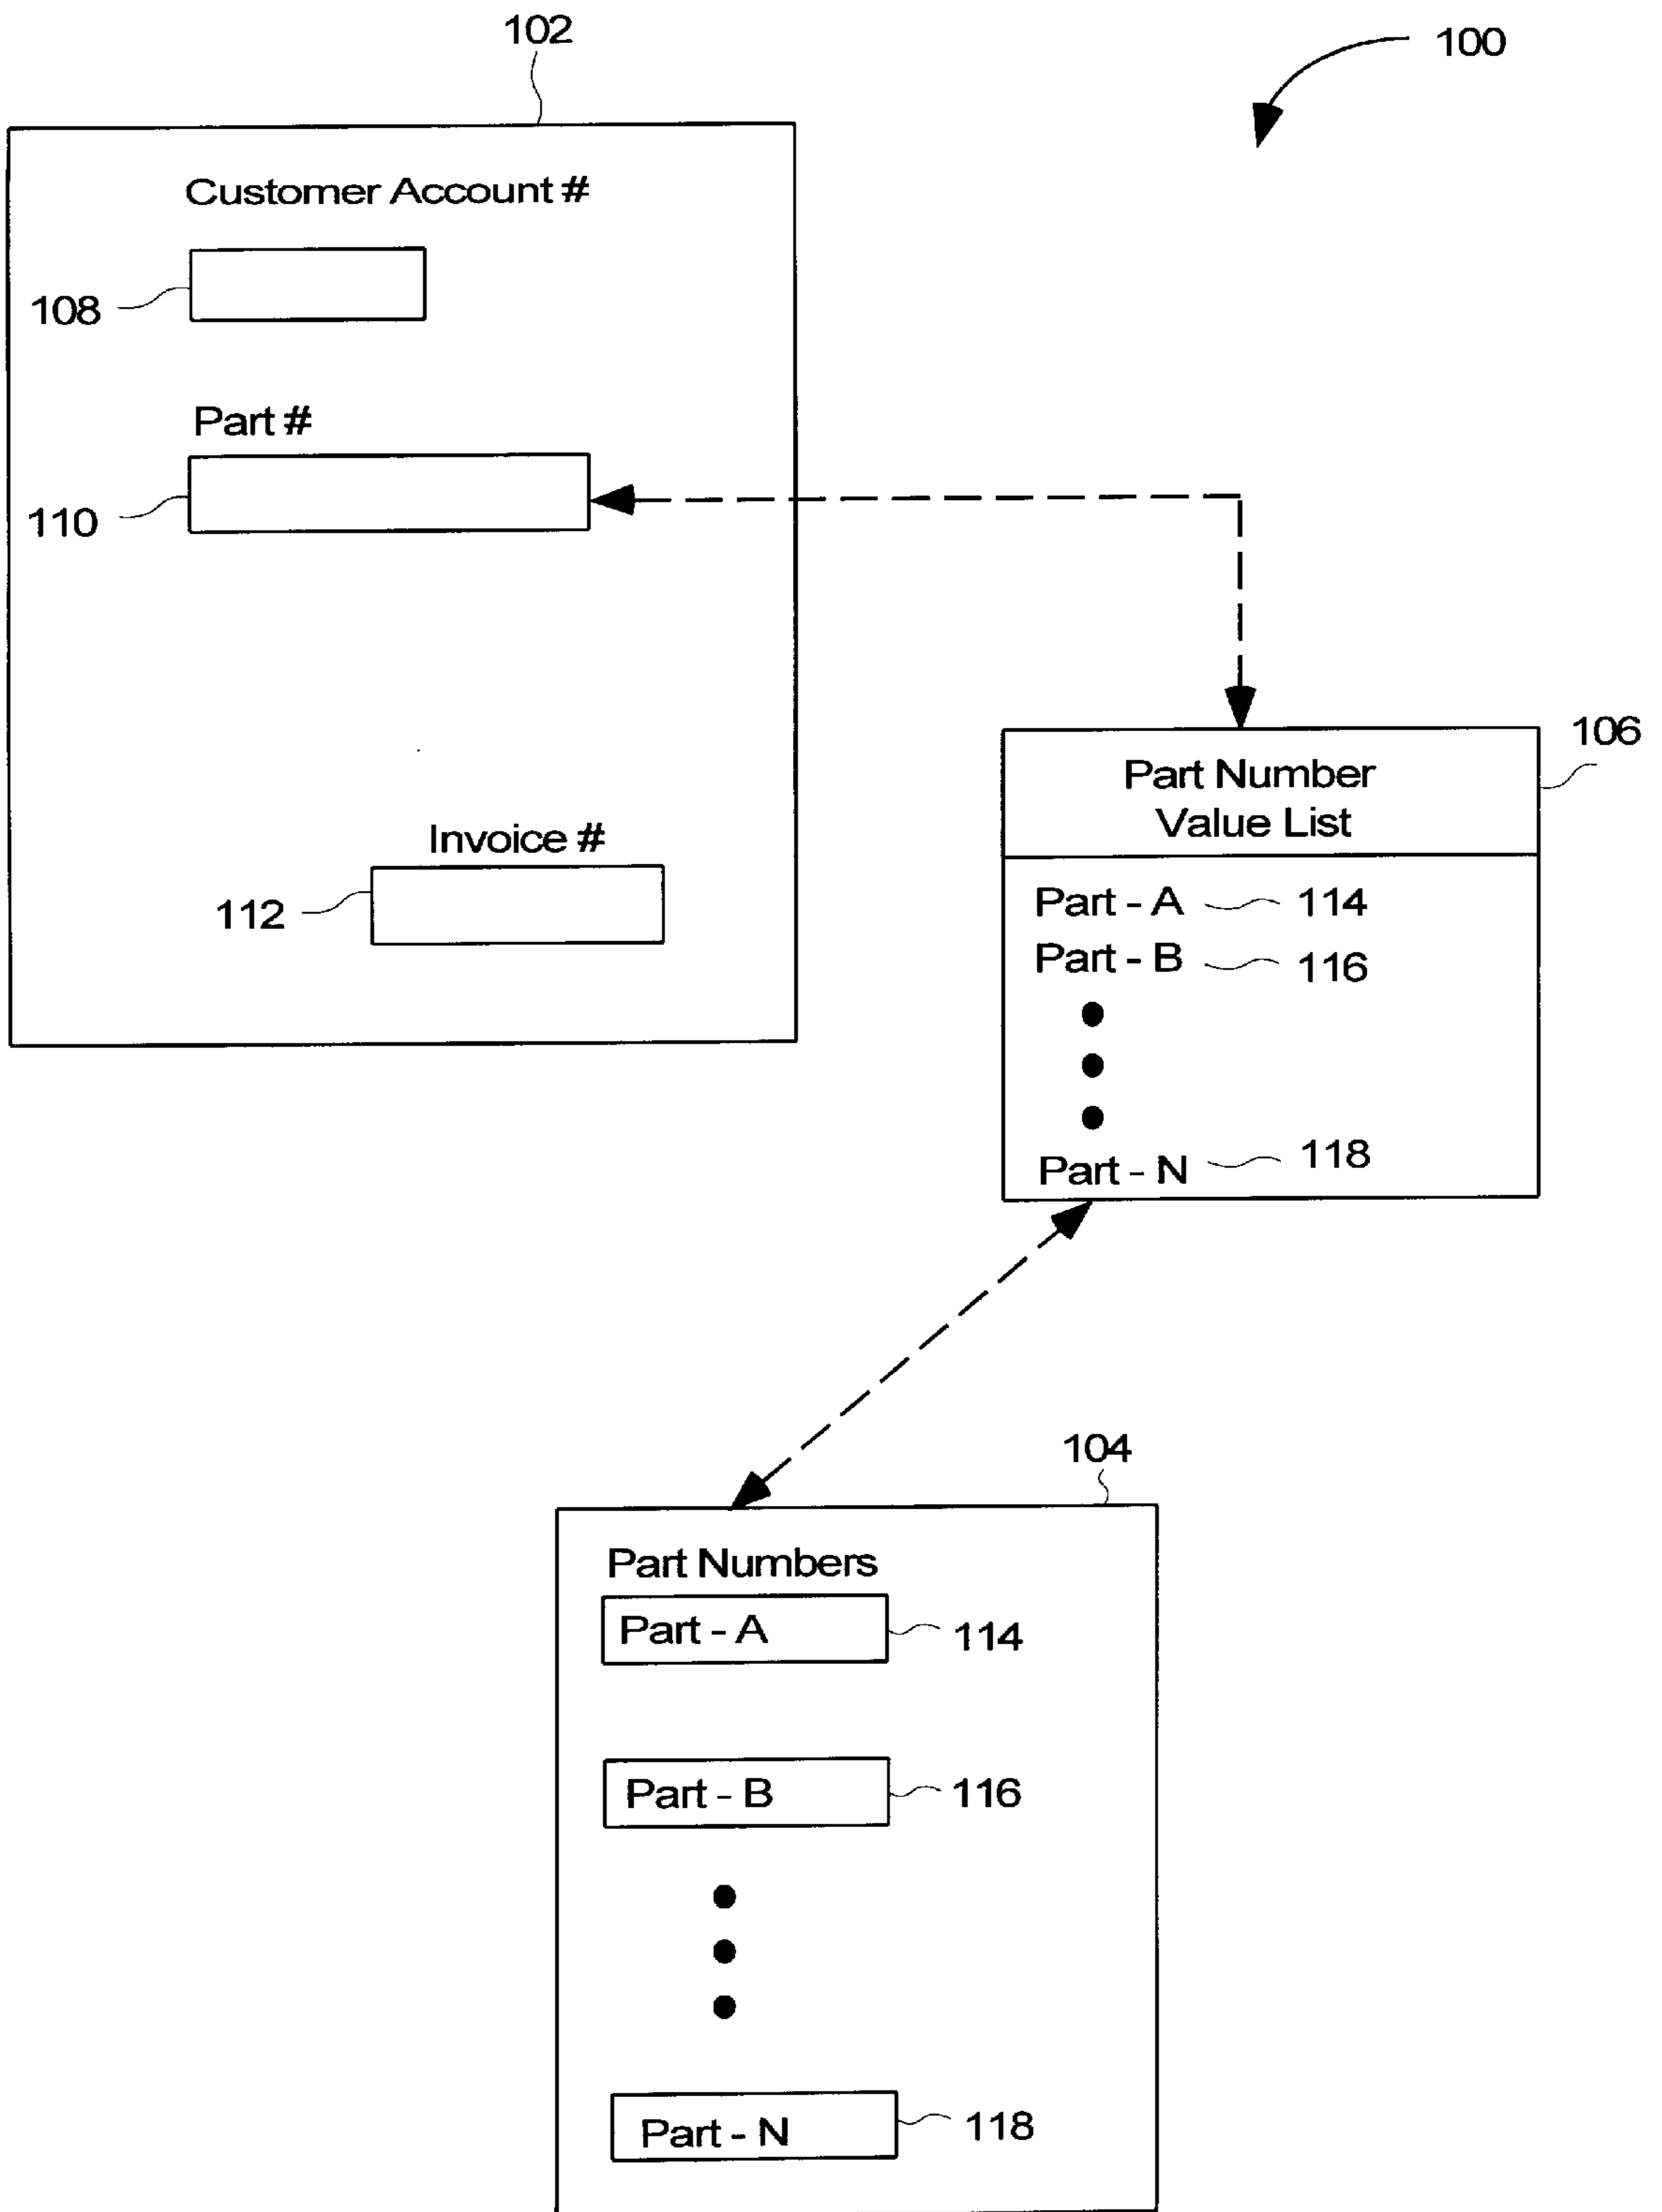 102
100
Customer Account #
108
Part #
110
106
Part Number
Value List
Invoice #
112
Part - A 114
Part - B 116
Part - N 118
104
Part Numbers
Part - A 114
Part - B 116
Part - N 118